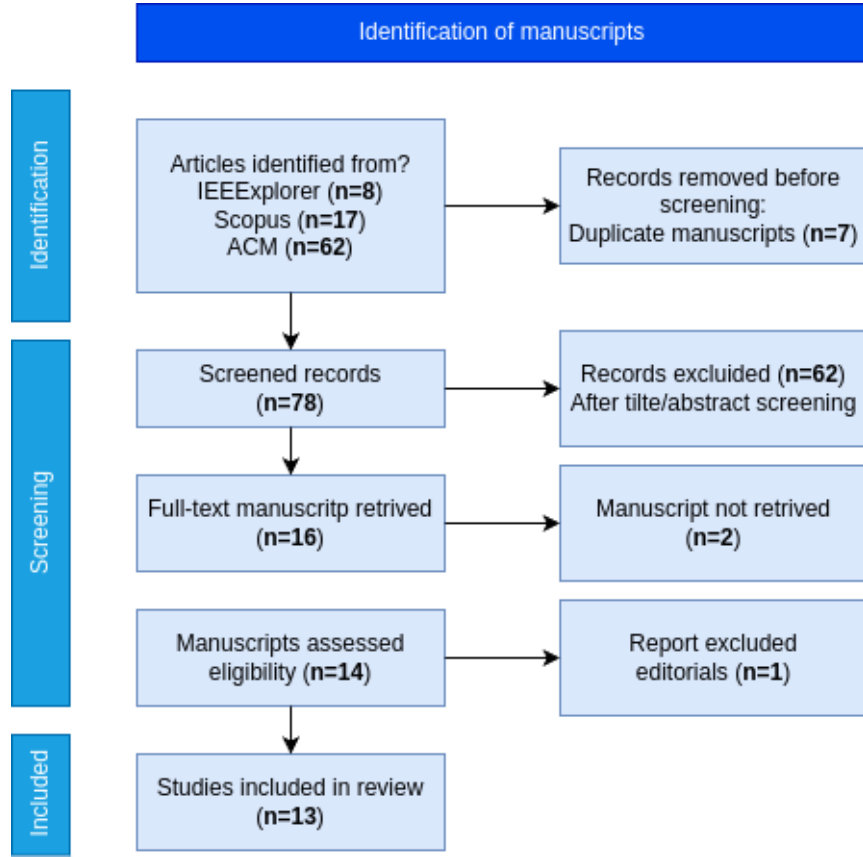 Identification of manuscripts
Identification
Articles identified from?
IEEExplorer (n=8)
Scopus (n=17)
ACM (n=62)
Records removed before
screening:
Duplicate manuscripts (n=7)
Screening
Screened records
(n=78)
Records excluided (n=62)
After tilte/abstract screening
Full-text manuscritp retrived
(n=16)
Manuscript not retrived
(n=2)
Manuscripts assessed
eligibility (n=14)
Report excluded
editorials (n=1)
Included
Studies included in review
(n=13)